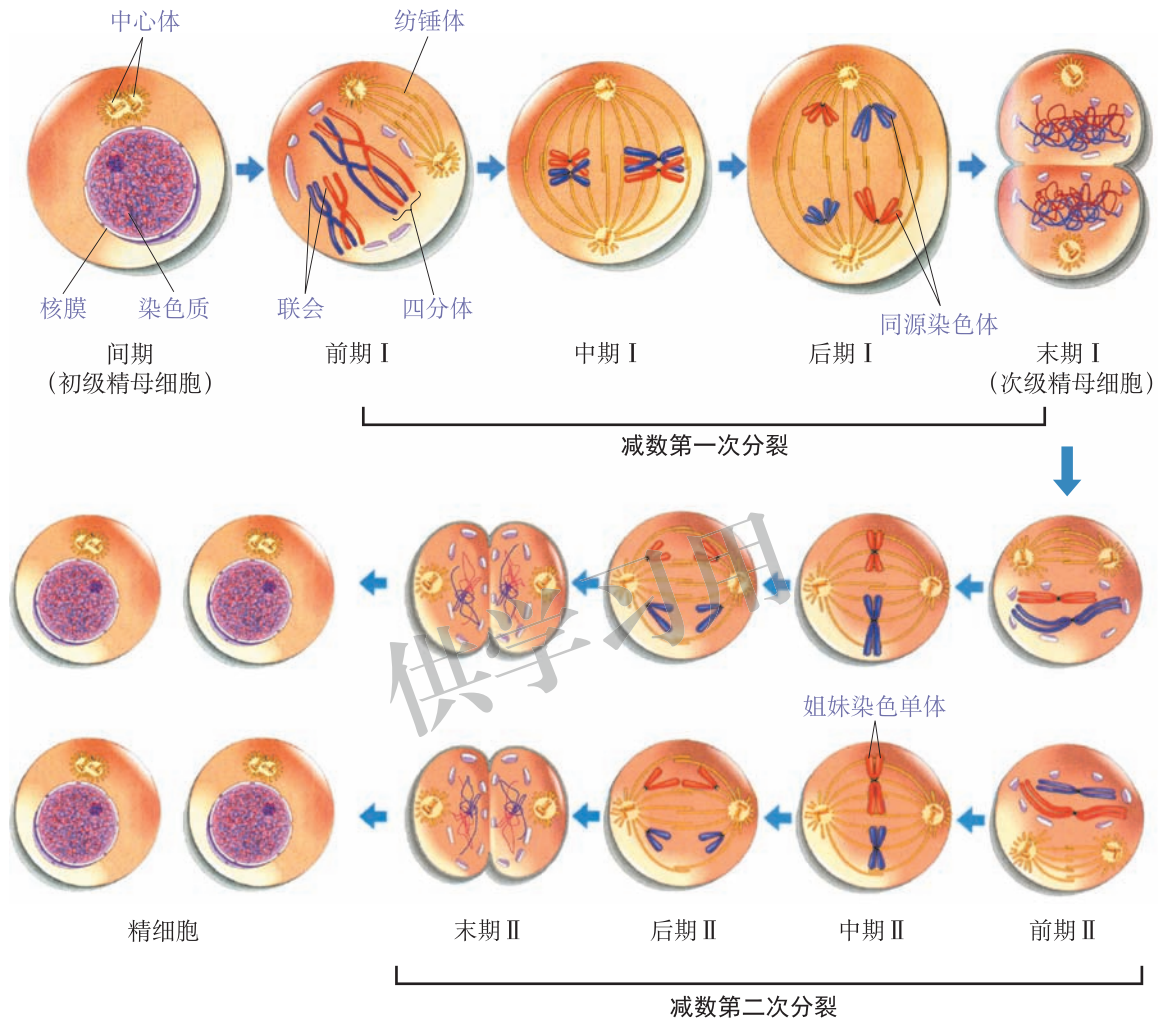 中心体
纺锤体
核膜
染色质
联会
四分体
同源染色体
间期
（初级精母细胞）
前期Ⅰ
中期Ⅰ
后期Ⅰ
末期Ⅰ
（次级精母细胞）
减数第一次分裂
供学习用
姐妹染色单体
精细胞
末期Ⅱ
后期Ⅱ
中期Ⅱ
前期Ⅱ
减数第二次分裂